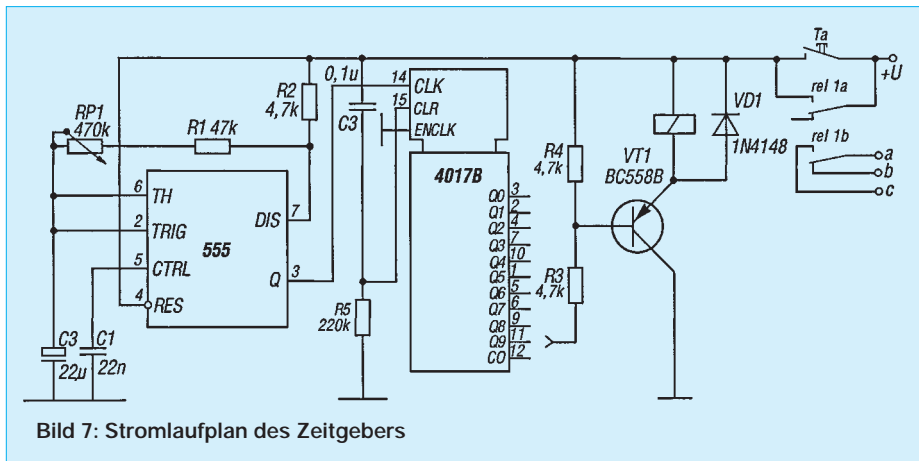 Ta
+U
rel 1a
rel 1b
a
b
c
VD1
1N4148
VT1
BC558B
R4
4,7k
R3
4,7k
0,1u
C3
R2
4,7k
RP1
470k
R1 47k
14 CLK
15 CLR
ENCLK
4017B
Q0 3
Q1 2
Q2 4
Q3 7
Q4 10
Q5 1
Q6 5
Q7 6
Q8 9
Q9 11
CO 12
6 TH
2 TRIG
5 CTRL
4 RES
555
DIS 7
Q 3
R5
220k
C3
22µ
C1
22n
Bild 7: Stromlaufplan des Zeitgebers